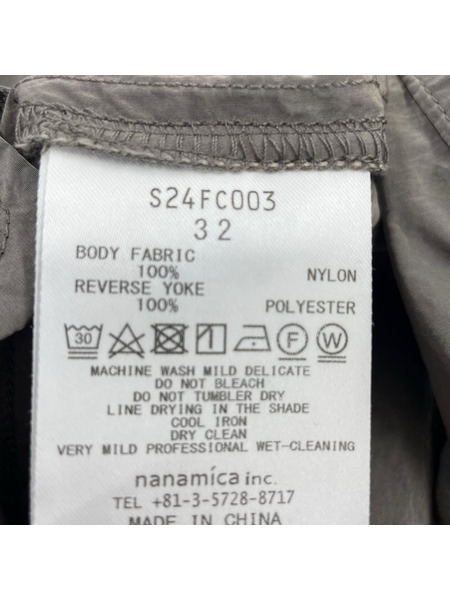 S24FC003
32
BODY FABRIC
100% NYLON
REVERSE YOKE
100% POLYESTER
30 F W
MACHINE WASH MILD DELICATE
DO NOT BLEACH
DO NOT TUMBLER DRY
LINE DRYING IN THE SHADE
COOL IRON
DRY CLEAN
VERY MILD PROFESSIONAL WET-CLEANING
nanamica inc.
TEL +81-3-5728-8717
MADE IN CHINA